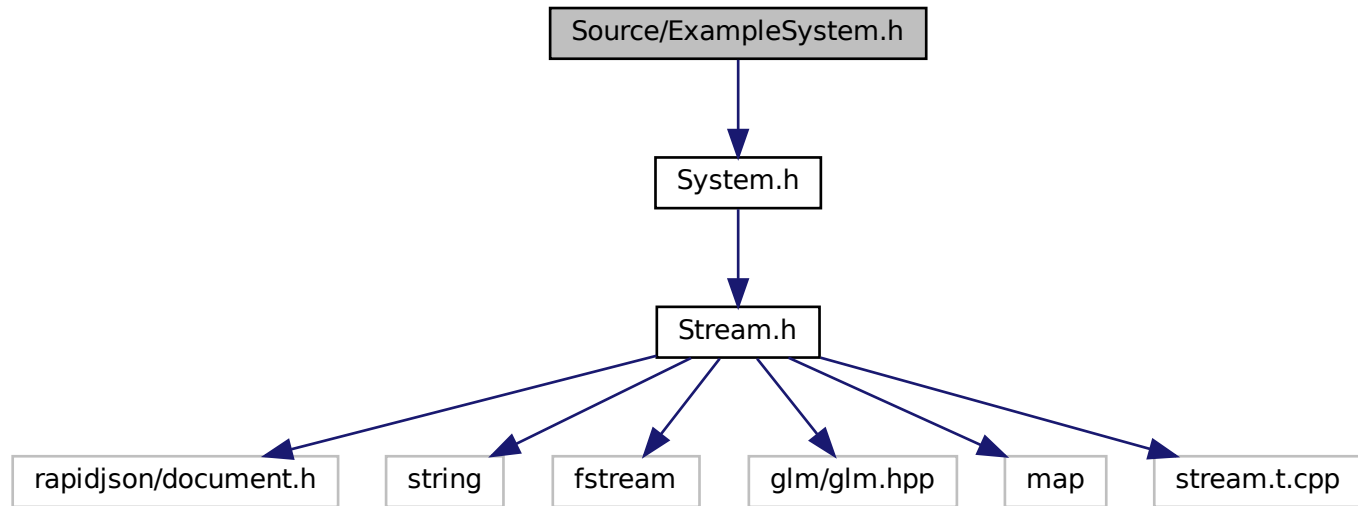 Source/ExampleSystem.h
System.h
Stream.h
rapidjson/document.h
string
fstream
glm/glm.hpp
map
stream.t.cpp